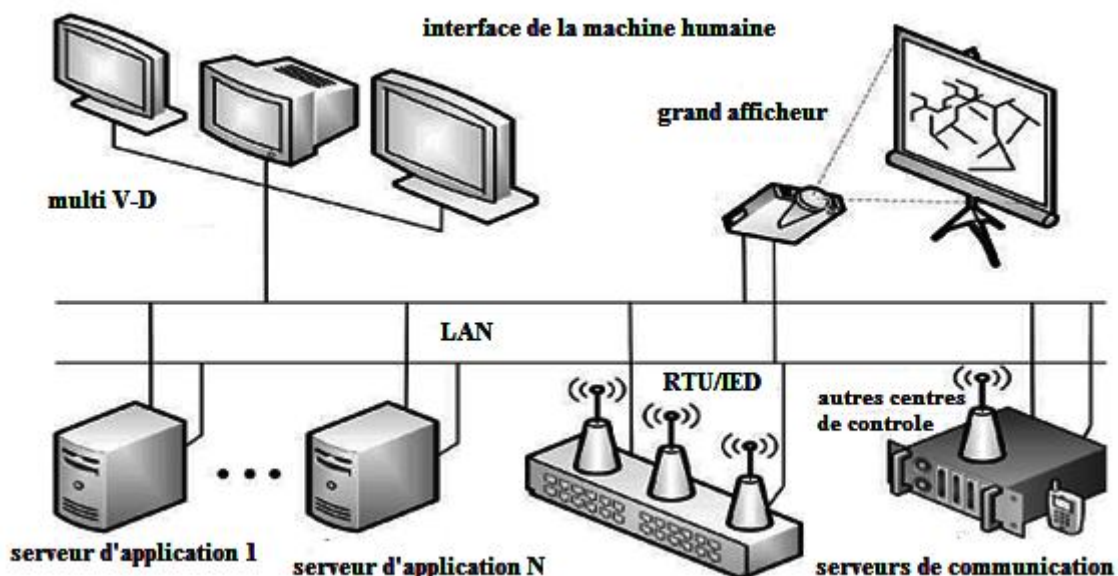 interface de la machine humaine
grand afficheur
multi V-D
LAN
RTU/IED
autres centres
de controle
serveur d'application 1
serveur d'application N
serveurs de communication